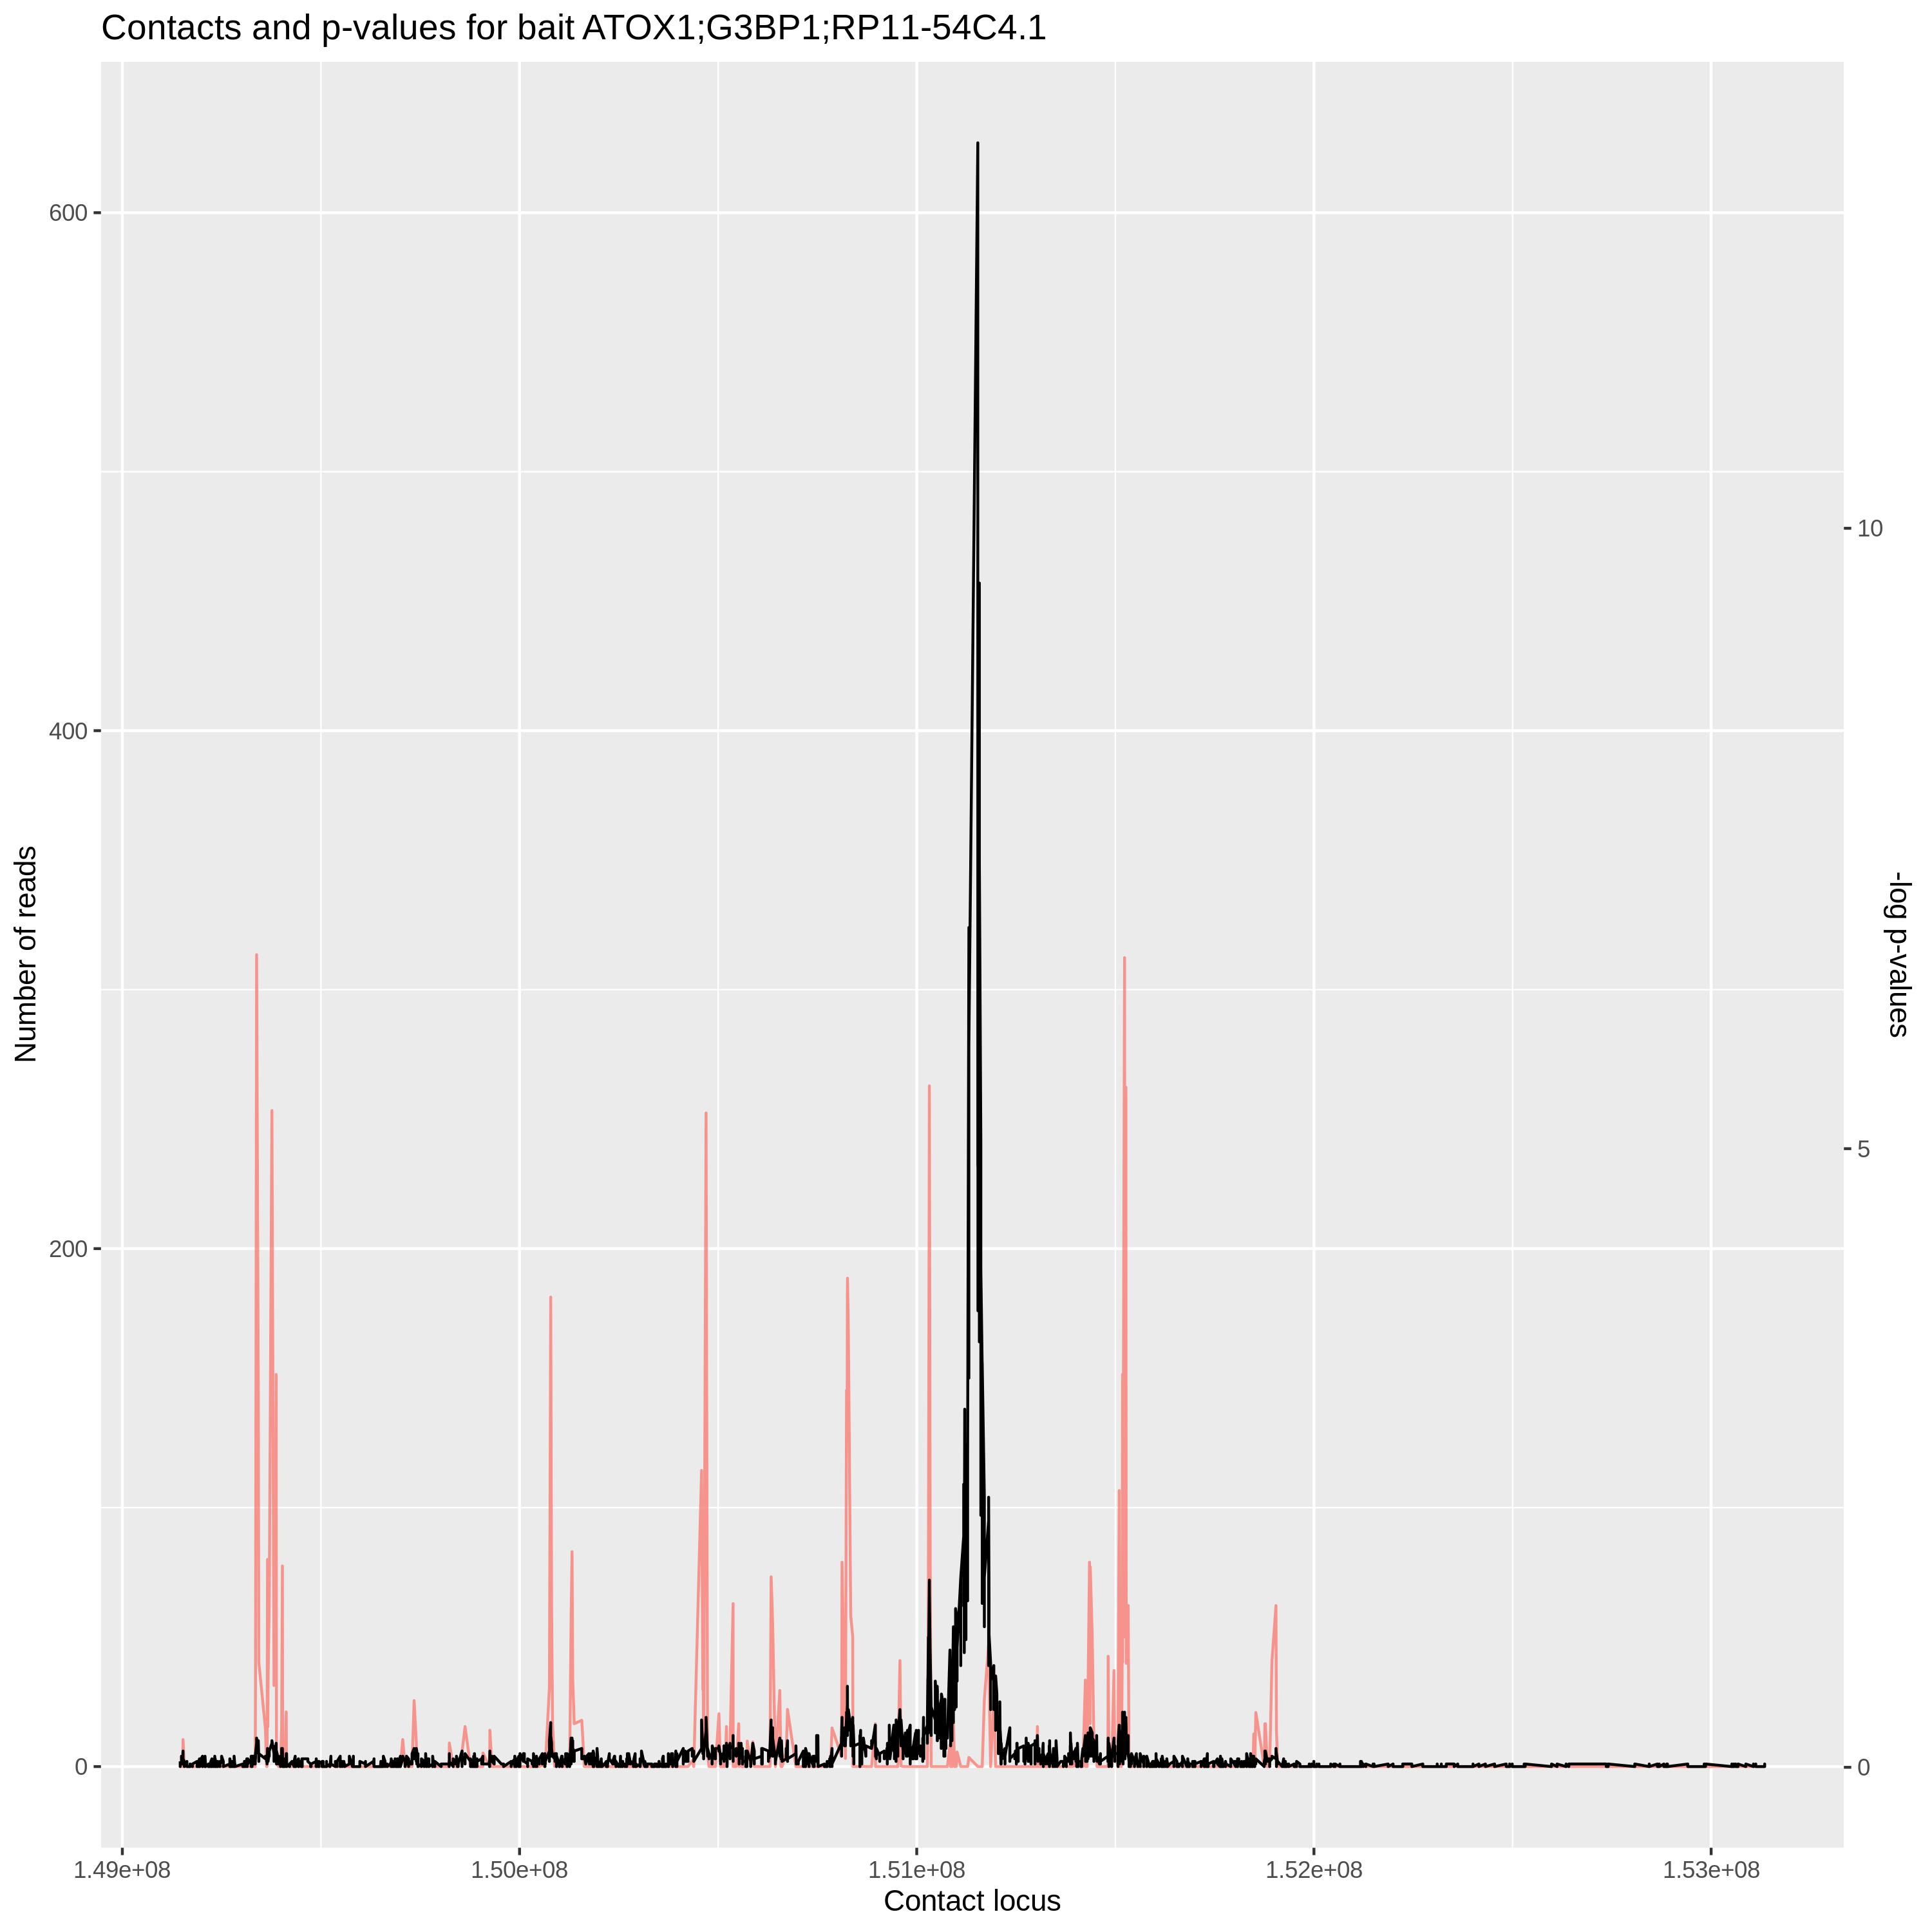 Contacts and p-values for bait ATOX1;G3BP1;RP11-54C4.1
600
400
200
0
Number of reads
10
5
0
-log p-values
1.49e+08
1.50e+08
1.51e+08
1.52e+08
1.53e+08
Contact locus